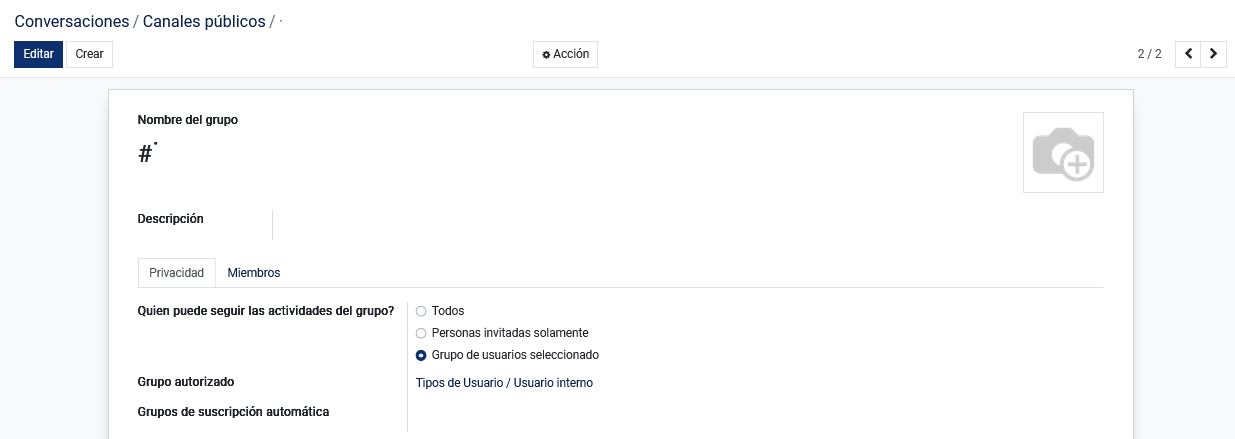 Conversaciones / Canales públicos / ·
Editar Crear Acción 2 / 2
Nombre del grupo
#·
Descripción
Privacidad Miembros
Quien puede seguir las actividades del grupo? Todos
Personas invitadas solamente
Grupo de usuarios seleccionado
Grupo autorizado Tipos de Usuario / Usuario interno
Grupos de suscripción automática